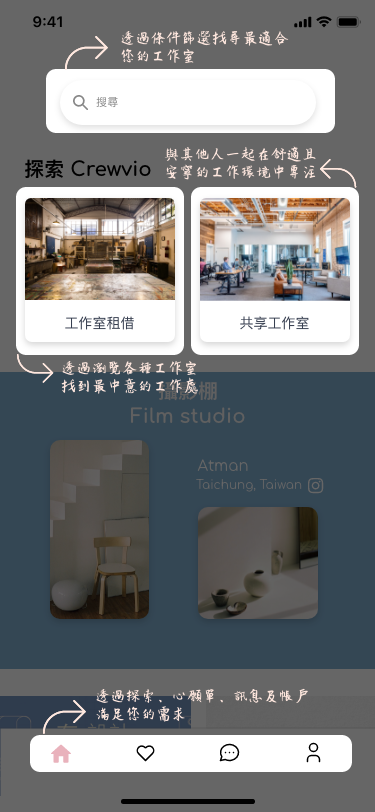 9:41
透過條件篩選找尋最適合
您的工作室
搜尋
與其他人一起在舒適且
安寧的工作環境中專注
探索 Crewvio
工作室租借
共享工作室
透過瀏覽各種工作室
找到最中意的工作處
攝影棚
Film studio
Atman
Taichung, Taiwan
透過探索、心願單、訊息及帳戶
滿足您的需求